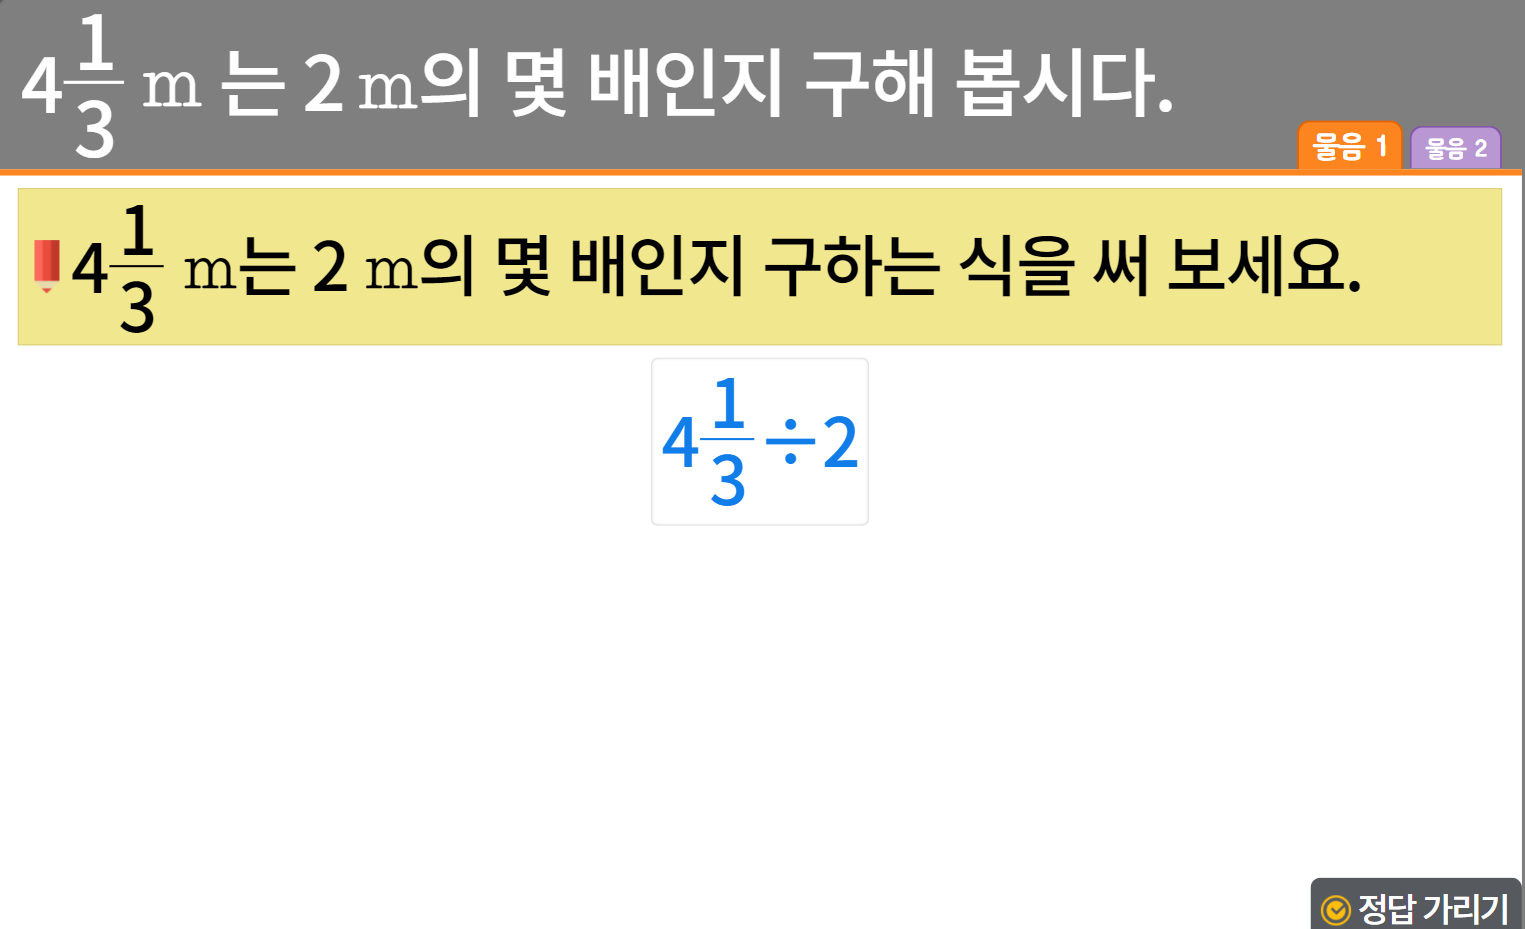 4 1/3 m 는 2 m의 몇 배인지 구해 봅시다.
물음 1 물음 2
4 1/3 m는 2 m의 몇 배인지 구하는 식을 써 보세요.
4 1/3 ÷ 2
정답 가리기